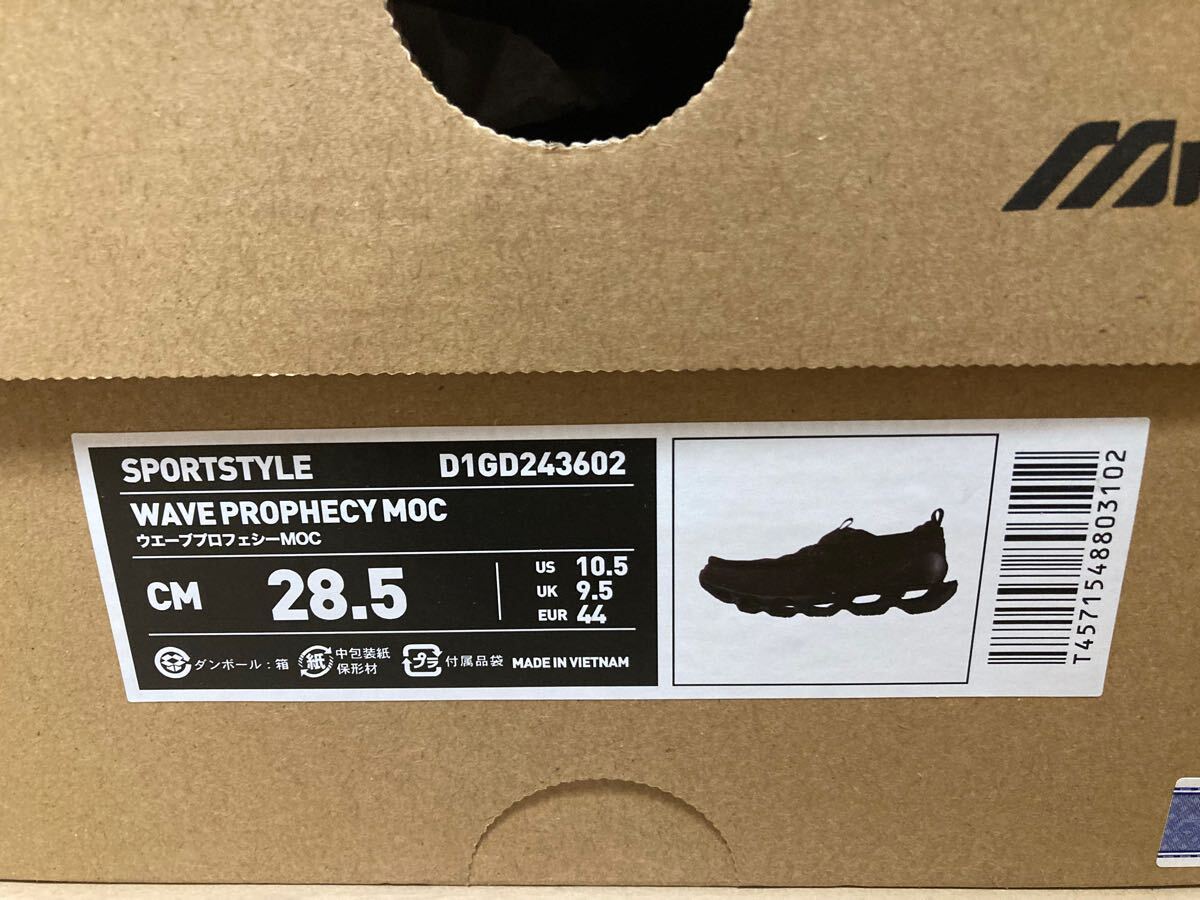 SPORTSTYLE D1GD243602
WAVE PROPHECY MOC
ウエーブプロフェシーMOC
CM 28.5
US 10.5
UK 9.5
EUR 44
ダンボール：箱
紙 中包装紙
保形材
プラ 付属品袋
MADE IN VIETNAM
T4571548803102